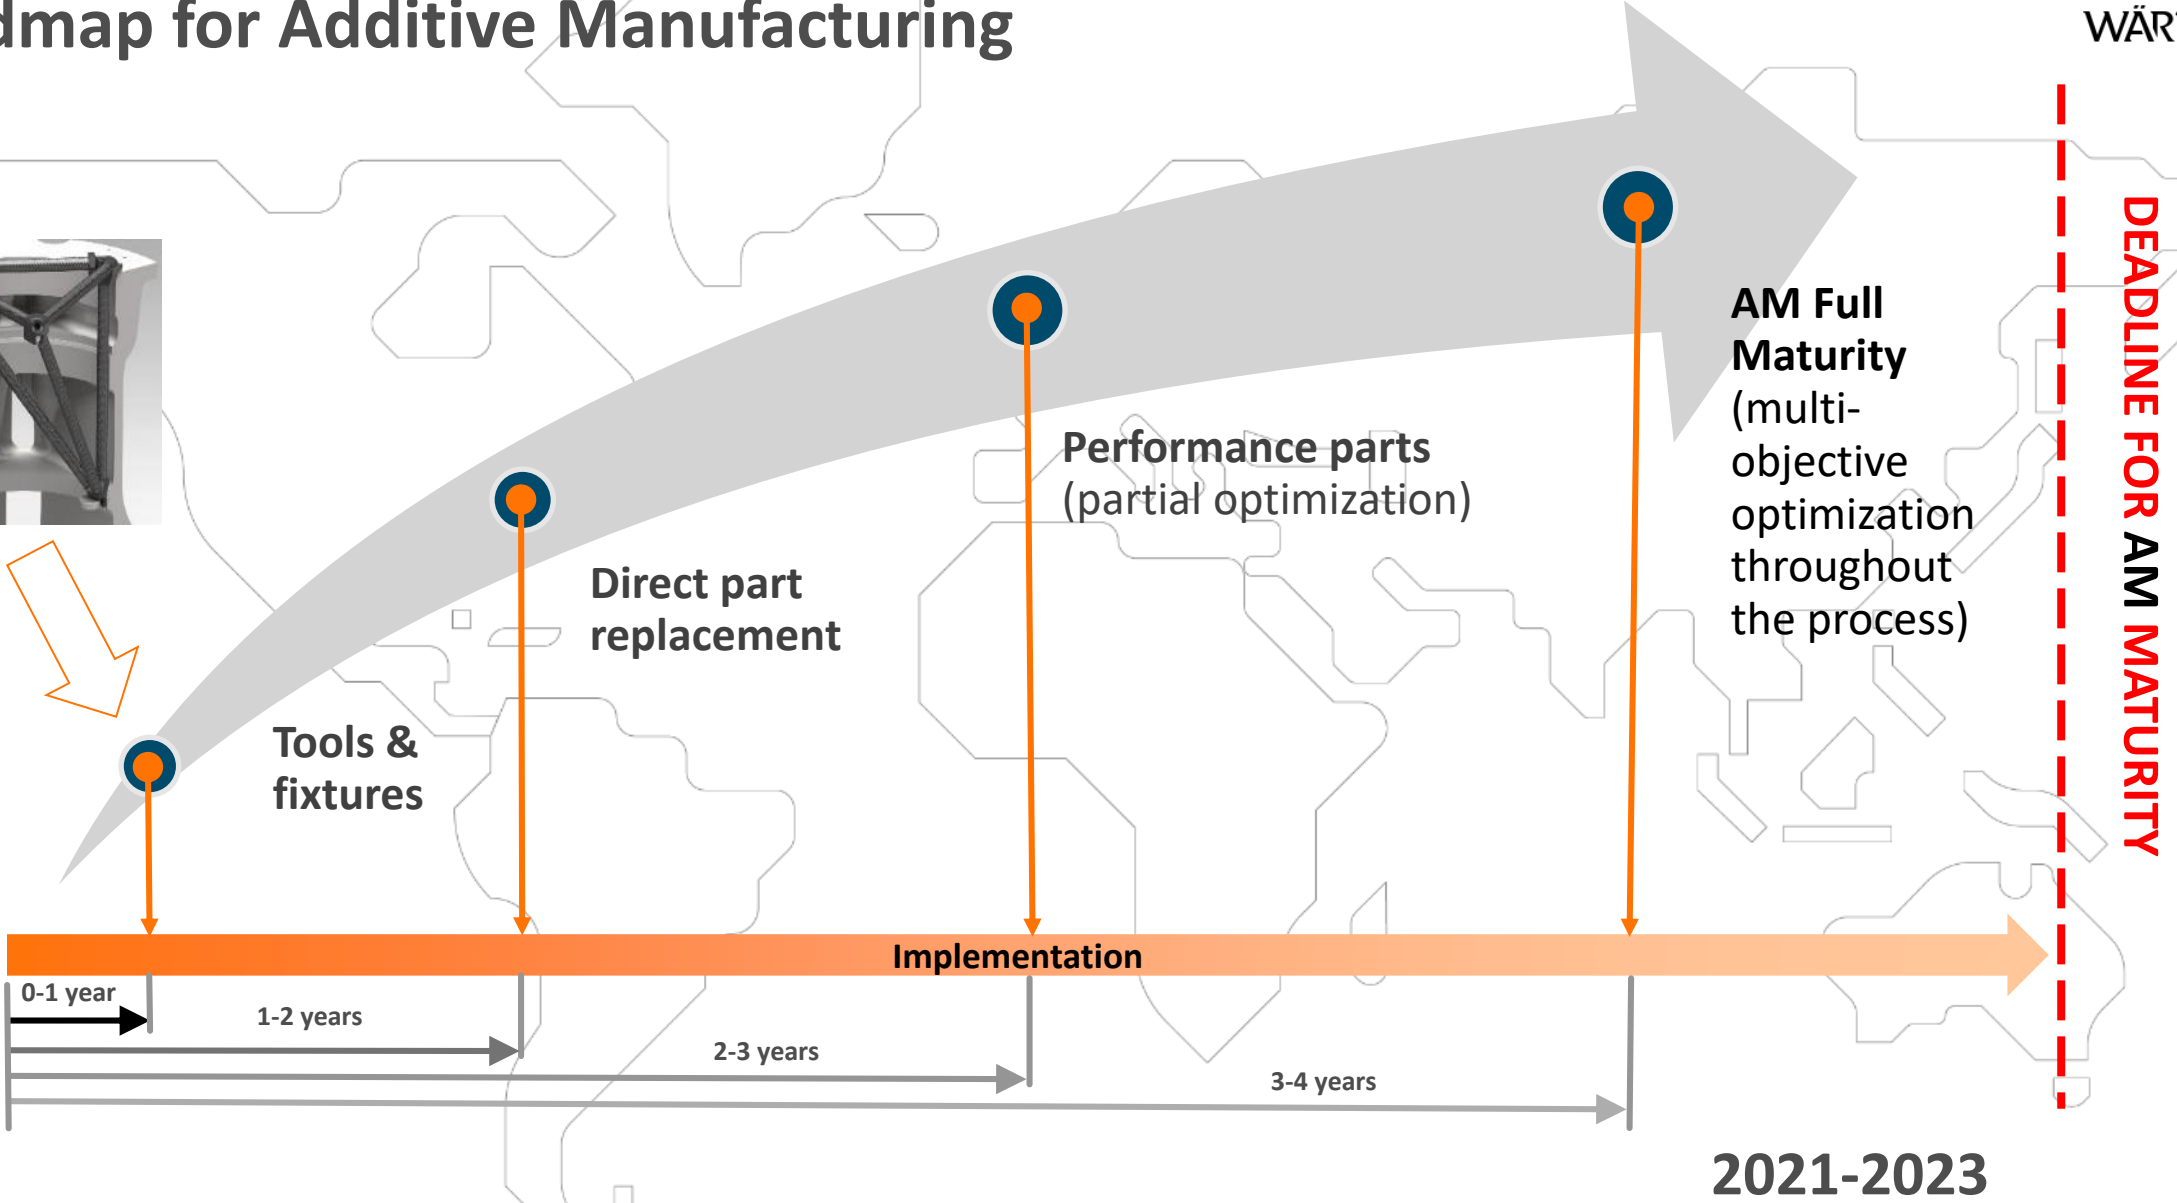 dmap for Additive Manufacturing
WÄR
AM Full
Maturity
(multi-
objective
optimization
throughout
the process)
Performance parts
(partial optimization)
Direct part
replacement
Tools &
fixtures
DEADLINE FOR AM MATURITY
Implementation
0-1 year
1-2 years
2-3 years
3-4 years
2021-2023